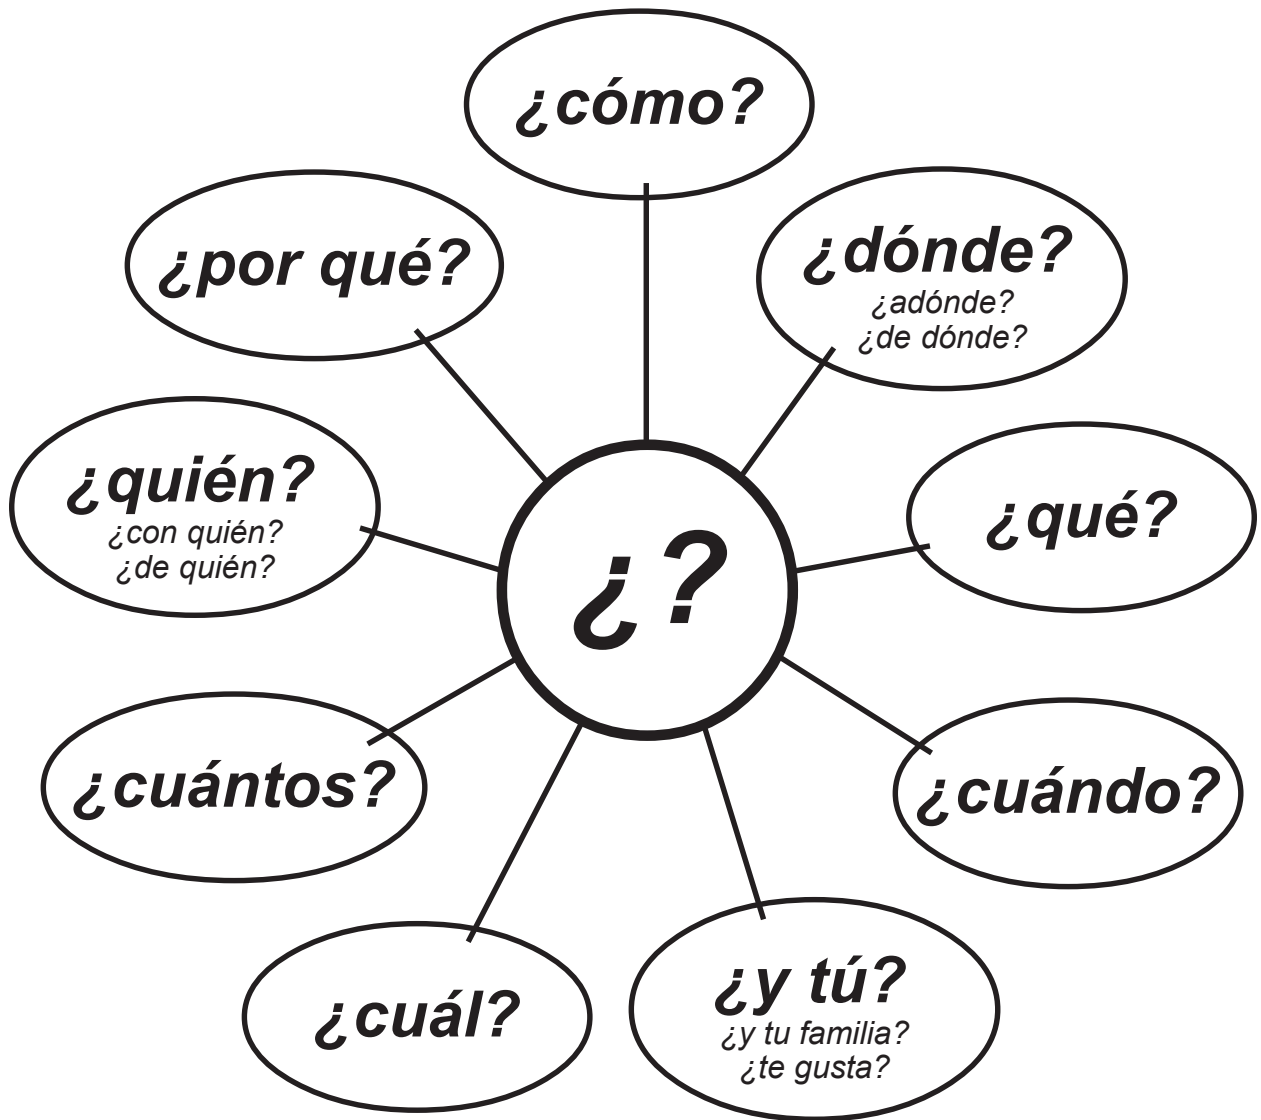 ¿cómo?
¿por qué?
¿dónde?
¿adónde?
¿de dónde?
¿quién?
¿con quién?
¿de quién?
¿qué?
¿?
¿cuántos?
¿cuándo?
¿cuál?
¿y tú?
¿y tu familia?
¿te gusta?